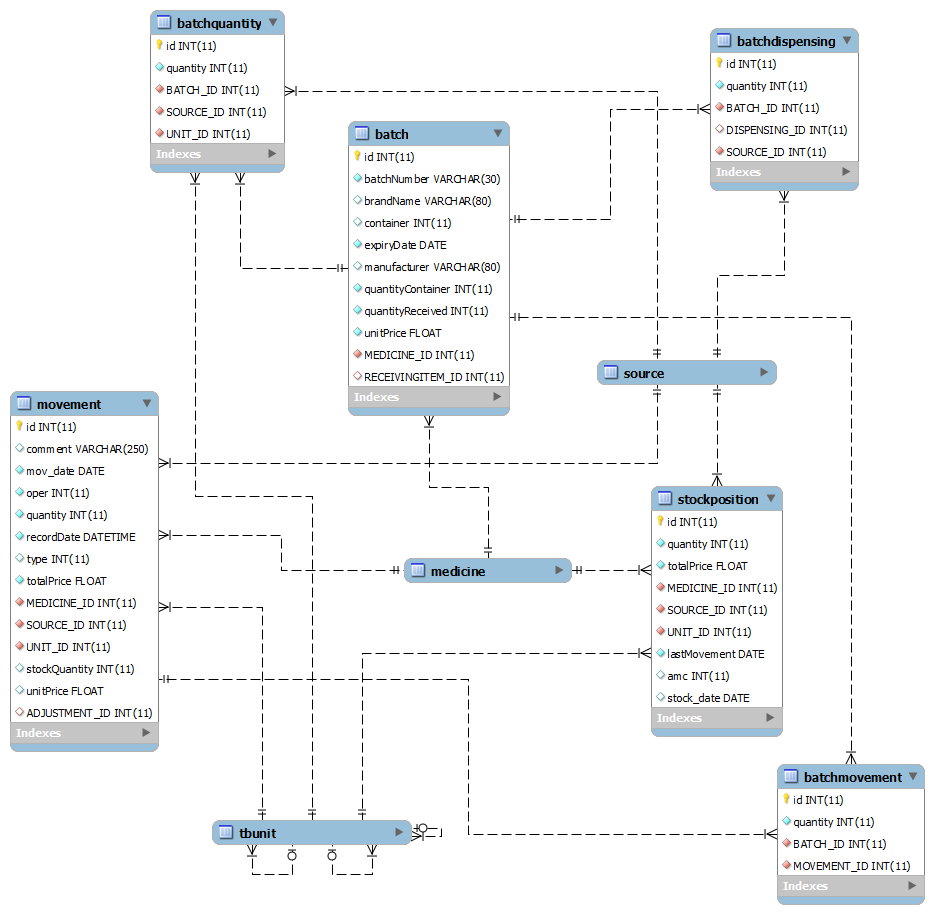 batchquantity
id INT(11)
quantity INT(11)
BATCH_ID INT(11)
SOURCE_ID INT(11)
UNIT_ID INT(11)
Indexes
batchdispensing
id INT(11)
quantity INT(11)
BATCH_ID INT(11)
DISPENSING_ID INT(11)
SOURCE_ID INT(11)
Indexes
batch
id INT(11)
batchNumber VARCHAR(30)
brandName VARCHAR(80)
container INT(11)
expiryDate DATE
manufacturer VARCHAR(80)
quantityContainer INT(11)
quantityReceived INT(11)
unitPrice FLOAT
MEDICINE_ID INT(11)
RECEIVINGITEM_ID INT(11)
Indexes
source
movement
id INT(11)
comment VARCHAR(250)
mov_date DATE
oper INT(11)
quantity INT(11)
recordDate DATETIME
type INT(11)
totalPrice FLOAT
MEDICINE_ID INT(11)
SOURCE_ID INT(11)
UNIT_ID INT(11)
stockQuantity INT(11)
unitPrice FLOAT
ADJUSTMENT_ID INT(11)
Indexes
medicine
stockposition
id INT(11)
quantity INT(11)
totalPrice FLOAT
MEDICINE_ID INT(11)
SOURCE_ID INT(11)
UNIT_ID INT(11)
lastMovement DATE
amc INT(11)
stock_date DATE
Indexes
tbunit
batchmovement
id INT(11)
quantity INT(11)
BATCH_ID INT(11)
MOVEMENT_ID INT(11)
Indexes